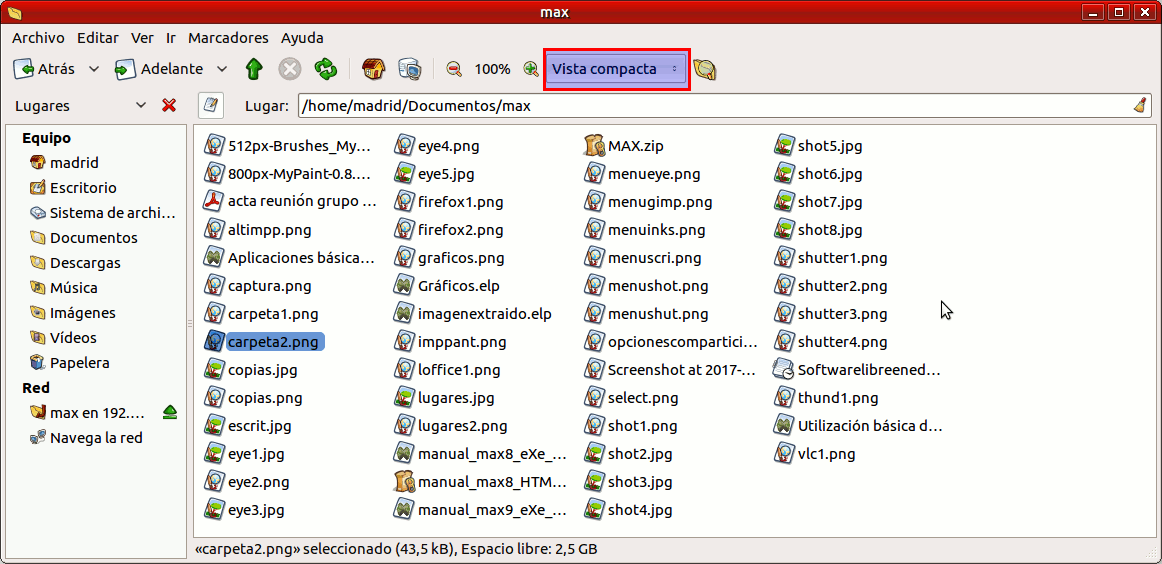 max
Archivo Editar Ver Ir Marcadores Ayuda
Atrás Adelante 100% Vista compacta
Lugares Lugar: /home/madrid/Documentos/max
Equipo
madrid
Escritorio
Sistema de archi...
Documentos
Descargas
Música
Imágenes
Vídeos
Papelera
Red
max en 192....
Navega la red
512px-Brushes_My...
800px-MyPaint-0.8....
acta reunión grupo ...
altimpp.png
Aplicaciones básica...
captura.png
carpeta1.png
carpeta2.png
copias.jpg
copias.png
escrit.jpg
eye1.jpg
eye2.png
eye3.jpg
eye4.png
eye5.jpg
firefox1.png
firefox2.png
graficos.png
Gráficos.elp
imagenextraido.elp
imppant.png
loffice1.png
lugares.jpg
lugares2.png
manual_max8_eXe_...
manual_max8_HTM...
manual_max9_eXe_...
MAX.zip
menueye.png
menugimp.png
menuinks.png
menuscri.png
menushot.png
menushut.png
opcionescompartici...
Screenshot at 2017-...
select.png
shot1.png
shot2.jpg
shot3.jpg
shot4.jpg
shot5.jpg
shot6.jpg
shot7.jpg
shot8.jpg
shutter1.png
shutter2.png
shutter3.png
shutter4.png
Softwarelibreened...
thund1.png
Utilización básica d...
vlc1.png
«carpeta2.png» seleccionado (43,5 kB), Espacio libre: 2,5 GB